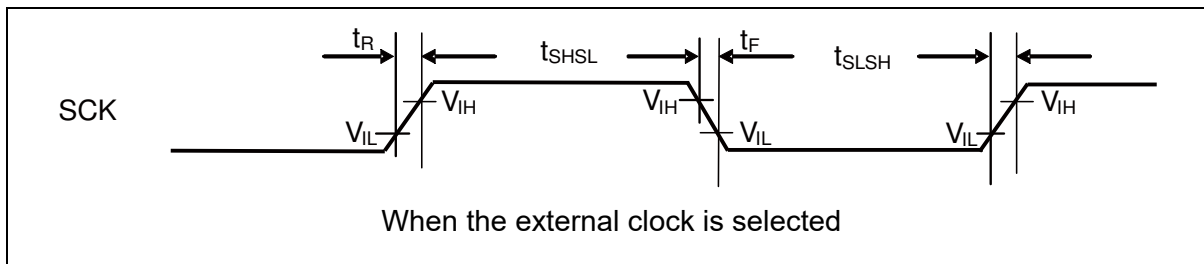 tR tSHSL tF tSLSH
SCK
VIH VIH VIH
VIL VIL VIL
When the external clock is selected